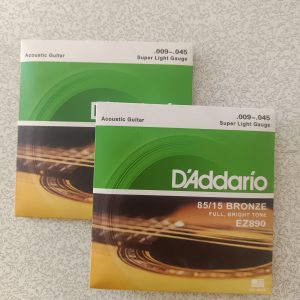 Acoustic Guitar
.009–.045
Super Light Gauge
Acoustic Guitar
.009–.045
Super Light Gauge
D'Addario
85/15 BRONZE
FULL, BRIGHT TONE
EZ890